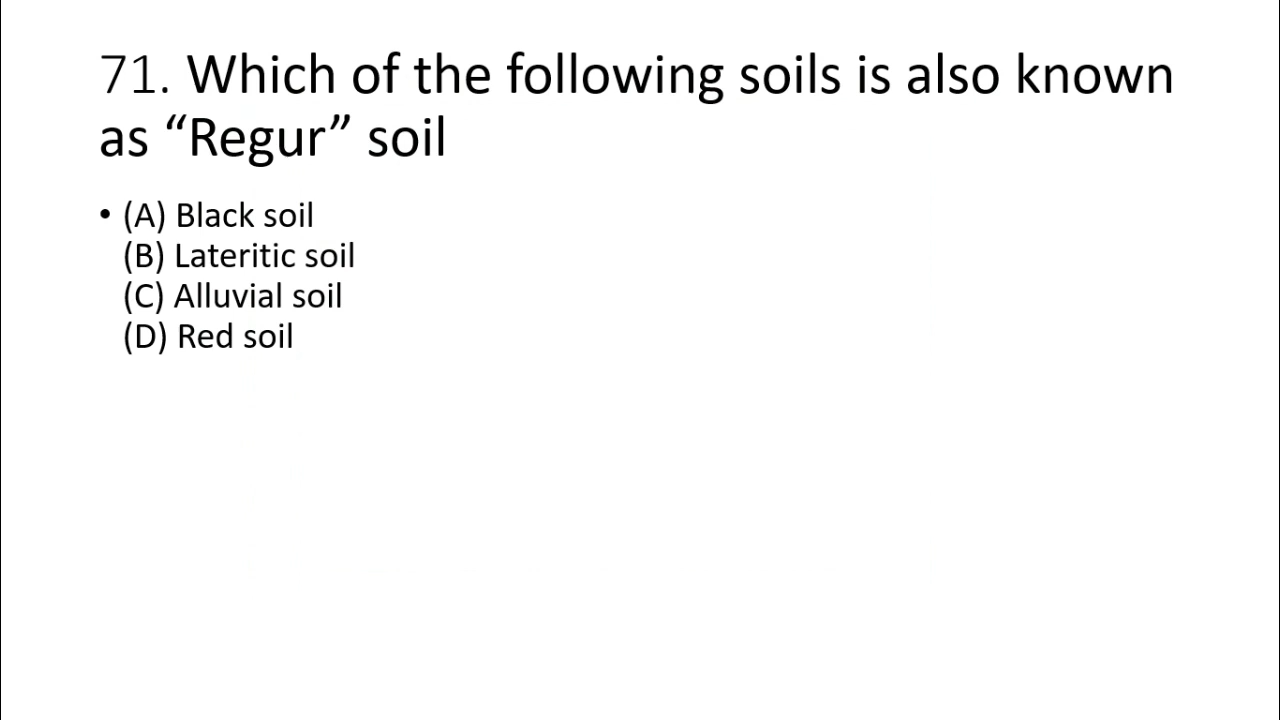 71. Which of the following soils is also known
as “Regur” soil
• (A) Black soil
(B) Lateritic soil
(C) Alluvial soil
(D) Red soil